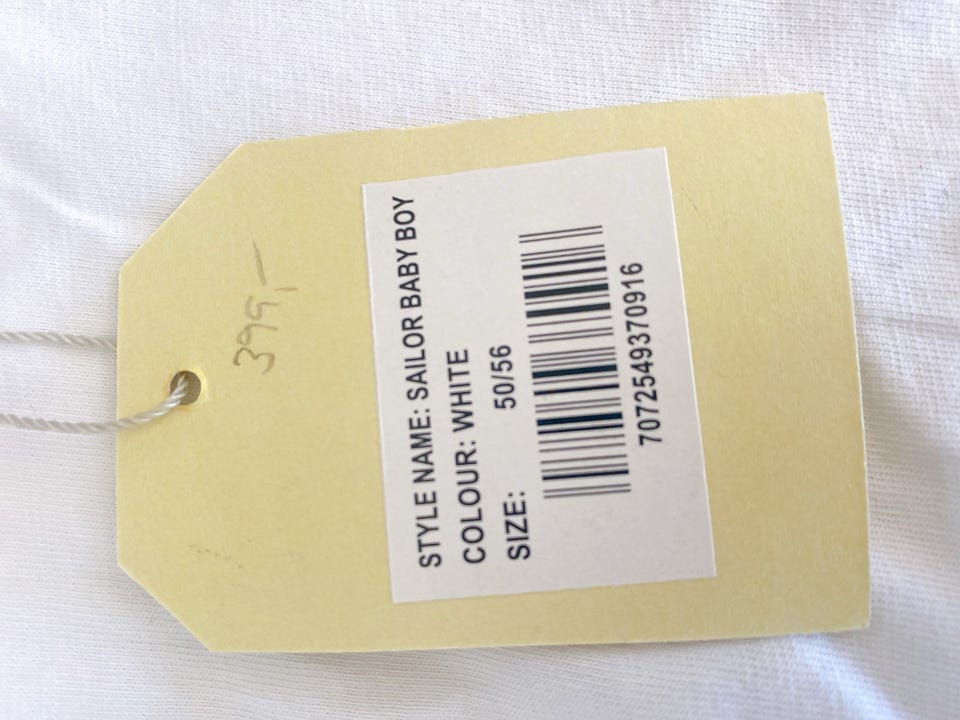 399,-
STYLE NAME: SAILOR BABY BOY
COLOUR: WHITE
SIZE: 50/56
7072549370916